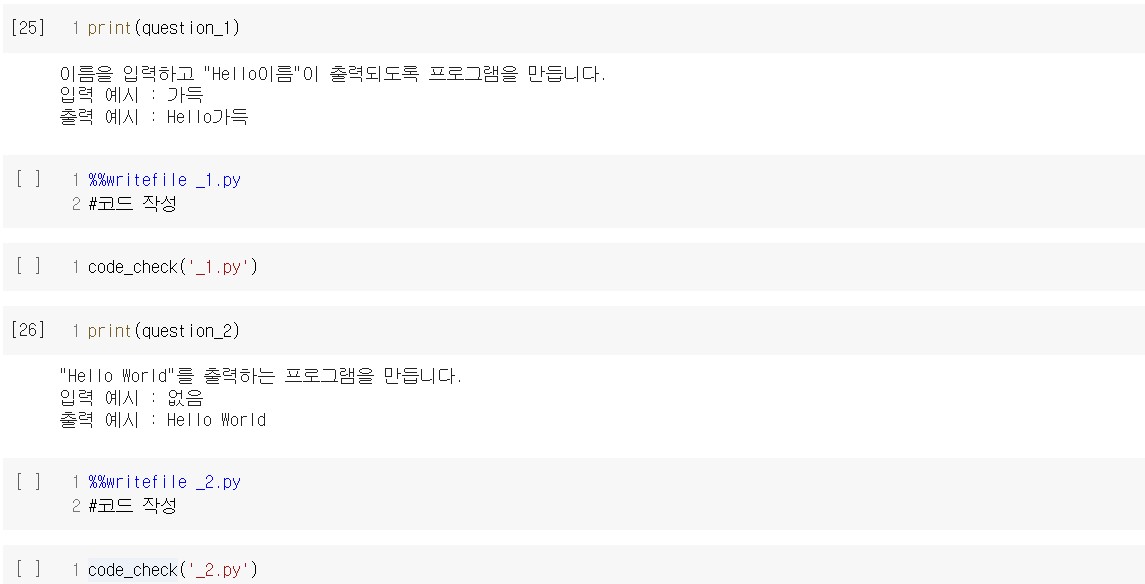 [25] 1 print(question_1)
이름을 입력하고 "Hello이름"이 출력되도록 프로그램을 만듭니다.
입력 예시 : 가득
출력 예시 : Hello가득
[ ] 1 %%writefile _1.py
2 #코드 작성
[ ] 1 code_check('_1.py')
[26] 1 print(question_2)
"Hello World"를 출력하는 프로그램을 만듭니다.
입력 예시 : 없음
출력 예시 : Hello World
[ ] 1 %%writefile _2.py
2 #코드 작성
[ ] 1 code_check('_2.py')